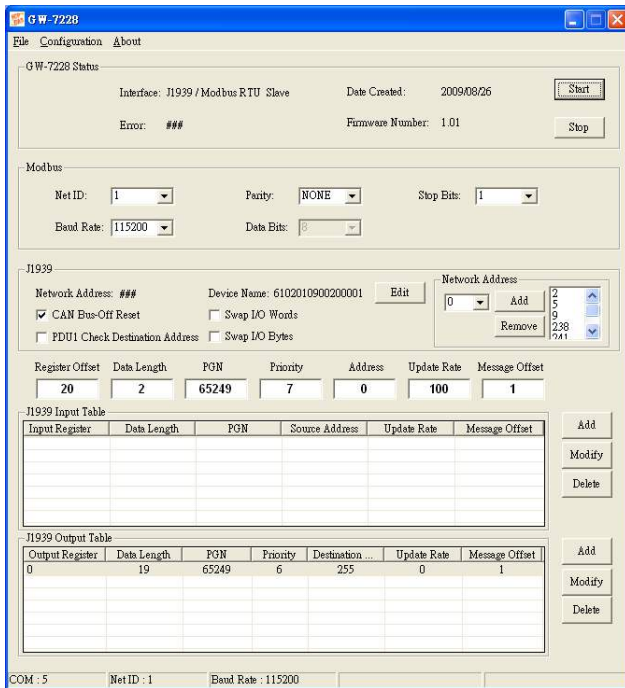 GW-7228
File Configuration About
GW-7228 Status
Interface: J1939 / Modbus RTU Slave Date Created: 2009/08/26 Start
Error: ### Firmware Number: 1.01 Stop
Modbus
Net ID: 1 Parity: NONE Stop Bits: 1
Baud Rate: 115200 Data Bits: 8
J1939
Network Address
Network Address: ### Device Name: 6102010900200001 Edit 0 Add 2
5
CAN Bus-Off Reset Swap I/O Words 9
PDU1 Check Destination Address Swap I/O Bytes Remove 238
241
Register Offset Data Length PGN Priority Address Update Rate Message Offset
20 2 65249 7 0 100 1
J1939 Input Table
Input Register Data Length PGN Source Address Update Rate Message Offset Add
Modify
Delete
J1939 Output Table
Output Register Data Length PGN Priority Destination ... Update Rate Message Offset Add
0 19 65249 6 255 0 1
Modify
Delete
COM : 5 Net ID : 1 Baud Rate : 115200